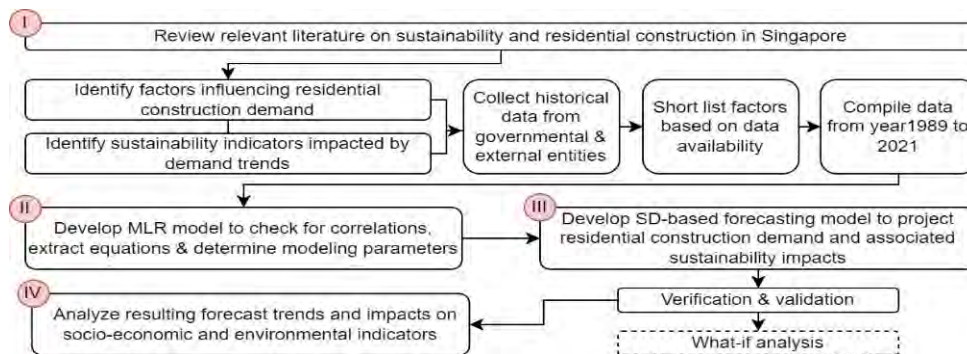 I
Review relevant literature on sustainability and residential construction in Singapore
Identify factors influencing residential
construction demand
Identify sustainability indicators impacted by
demand trends
Collect historical
data from
governmental &
external entities
Short list factors
based on data
availability
Compile data
from year1989 to
2021
II
Develop MLR model to check for correlations,
extract equations & determine modeling parameters
III
Develop SD-based forecasting model to project
residential construction demand and associated
sustainability impacts
IV
Analyze resulting forecast trends and impacts on
socio-economic and environmental indicators
Verification & validation
What-if analysis